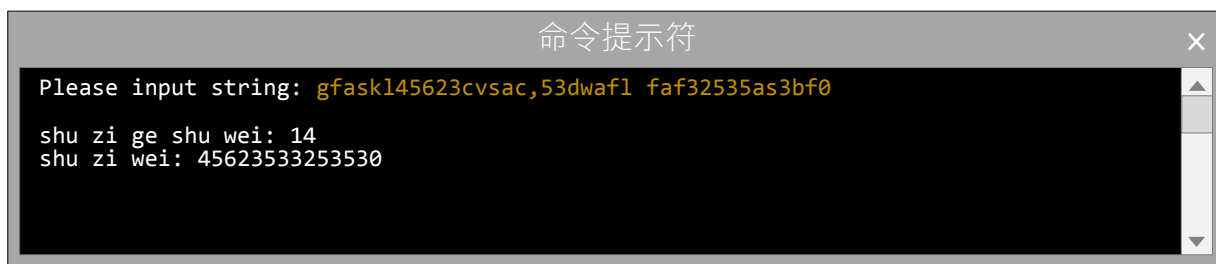 命令提示符
Please input string: gfaskl45623cvsac,53dwafl faf32535as3bf0
shu zi ge shu wei: 14
shu zi wei: 45623533253530